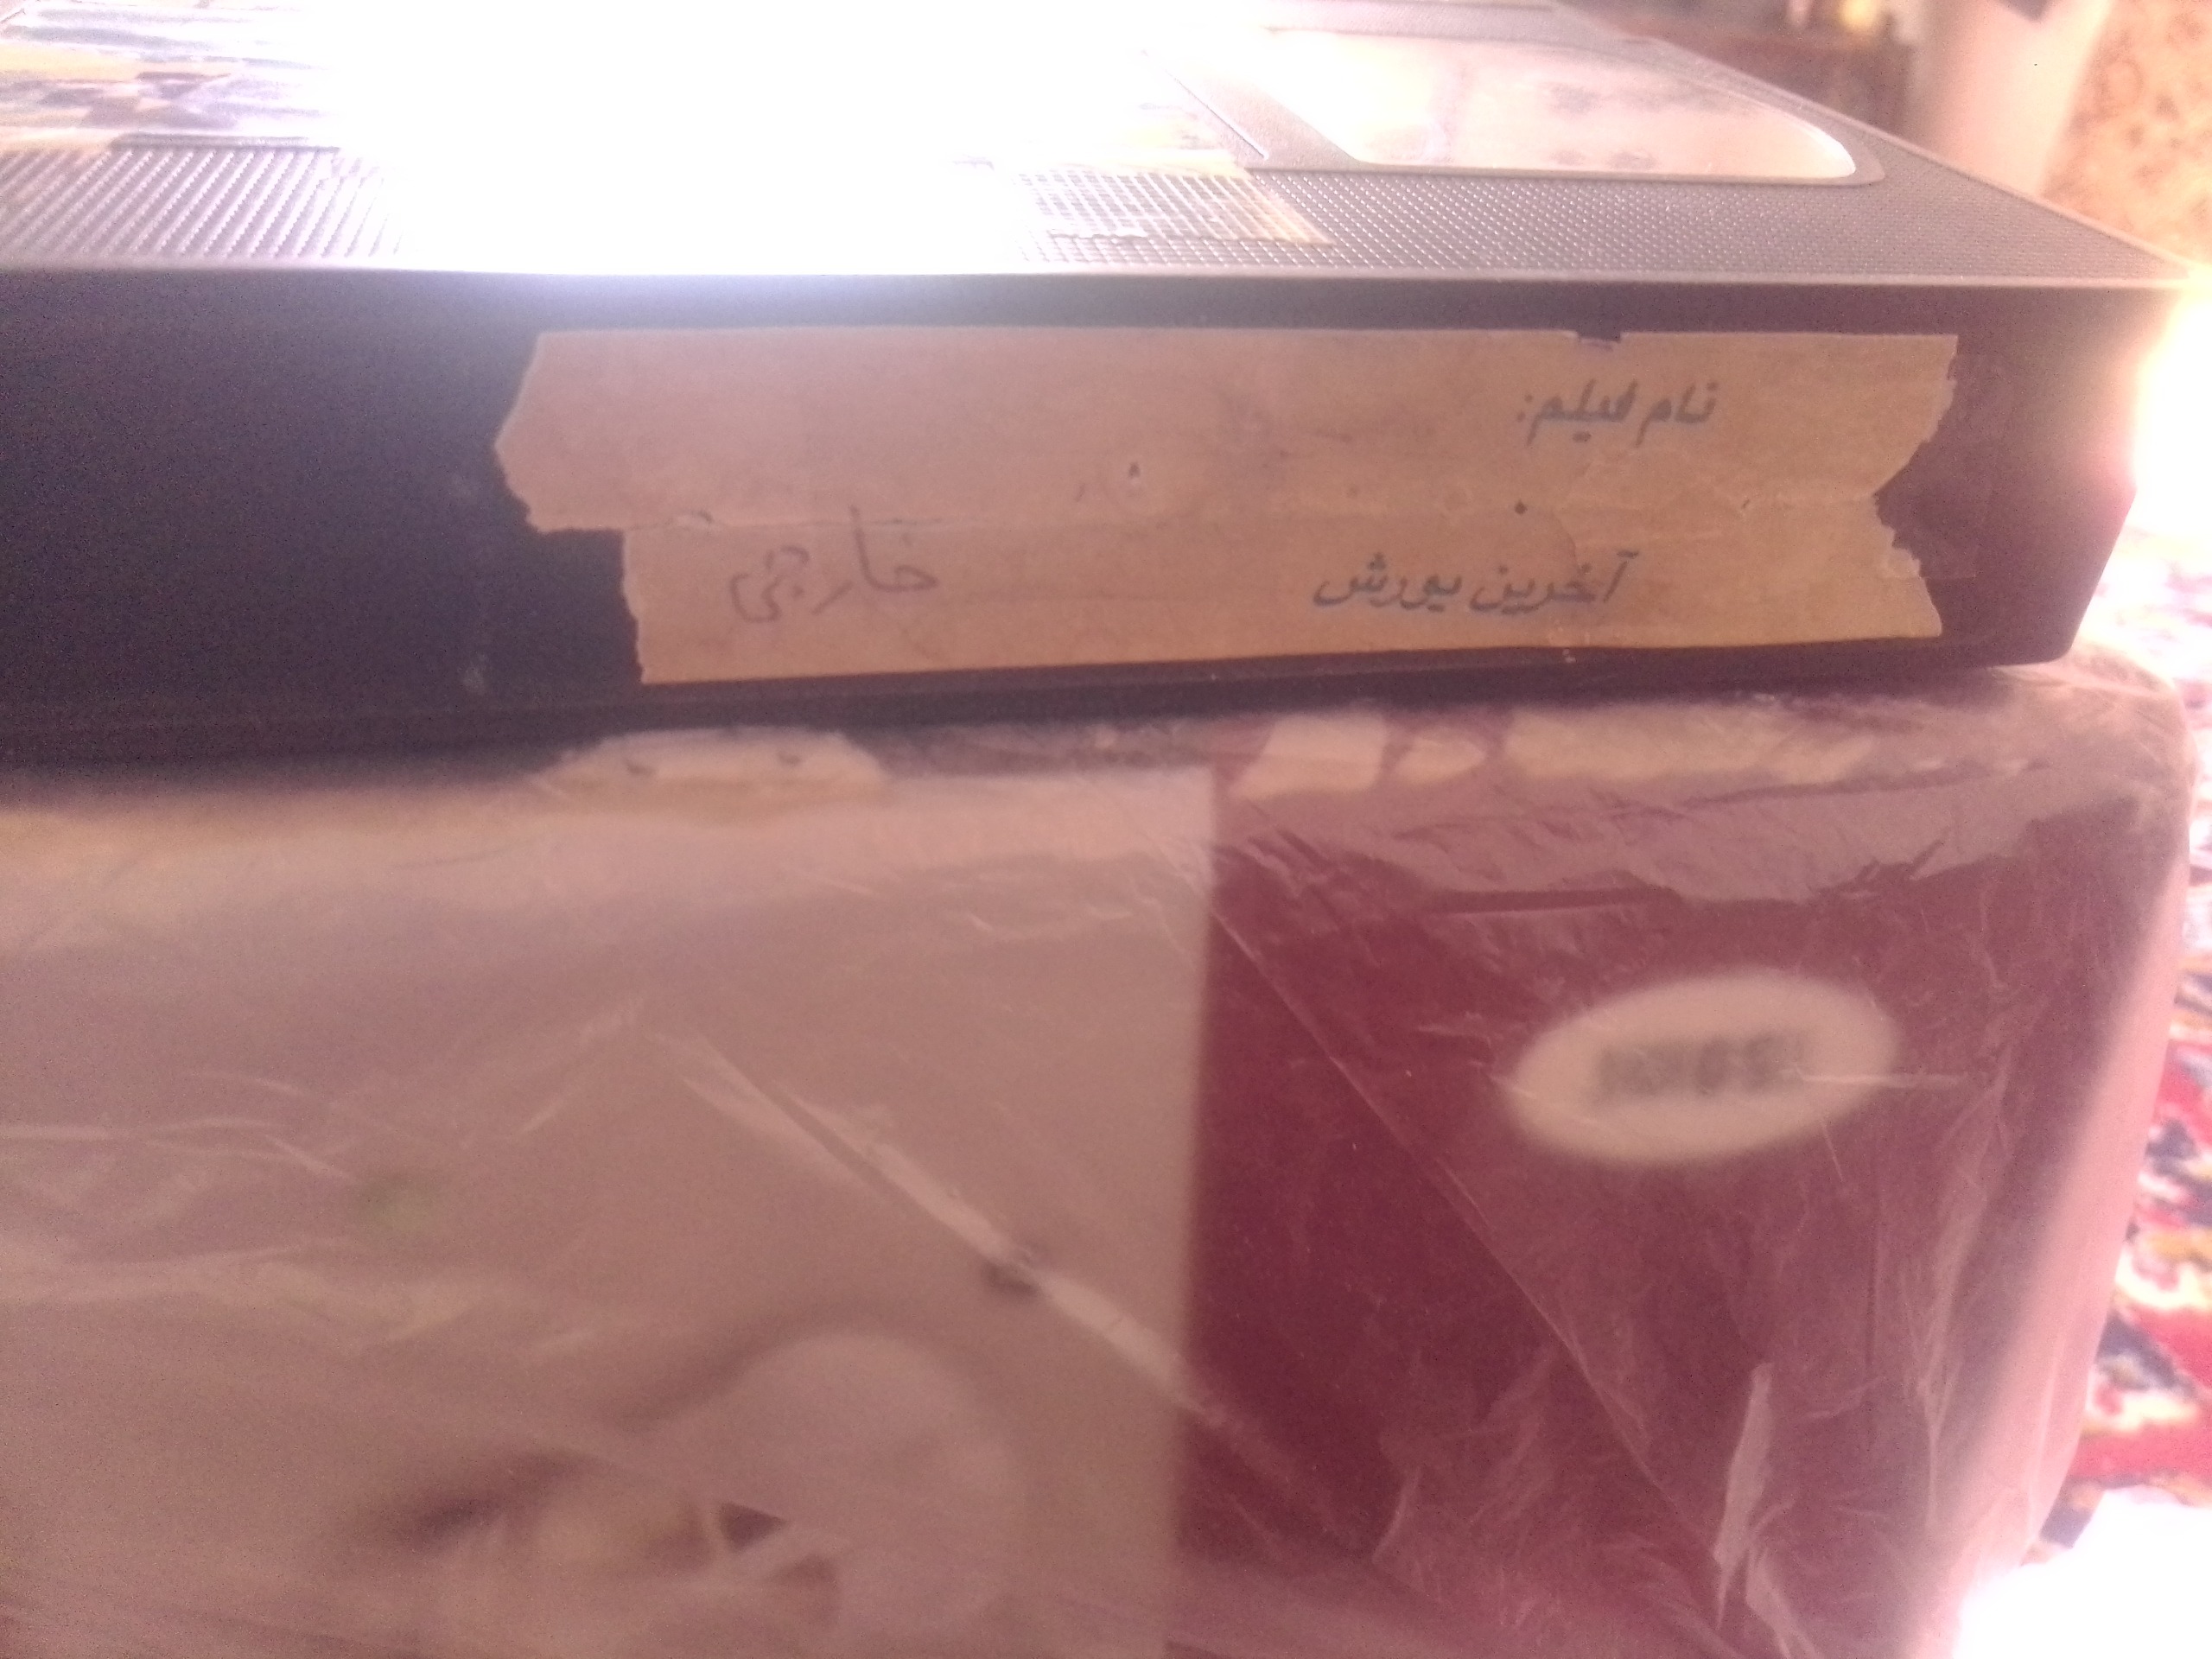 نام فیلم:
آخرین یورش خارجی